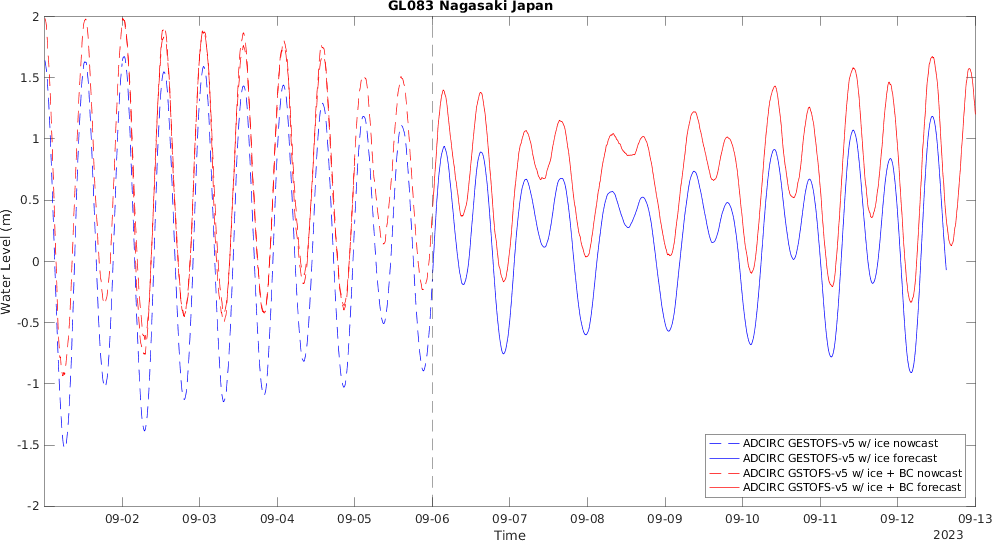 GL083 Nagasaki Japan
2
1.5
1
0.5
0
-0.5
-1
-1.5
-2
Water Level (m)
ADCIRC GESTOFS-v5 w/ ice nowcast
ADCIRC GESTOFS-v5 w/ ice forecast
ADCIRC GSTOFS-v5 w/ ice + BC nowcast
ADCIRC GSTOFS-v5 w/ ice + BC forecast
09-02 09-03 09-04 09-05 09-06 09-07 09-08 09-09 09-10 09-11 09-12 09-13
Time
2023